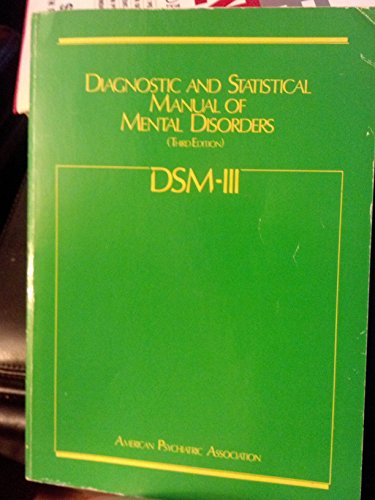 DIAGNOSTIC AND STATISTICAL
MANUAL OF
MENTAL DISORDERS
(THIRD EDITION)
DSM-III
AMERICAN PSYCHIATRIC ASSOCIATION